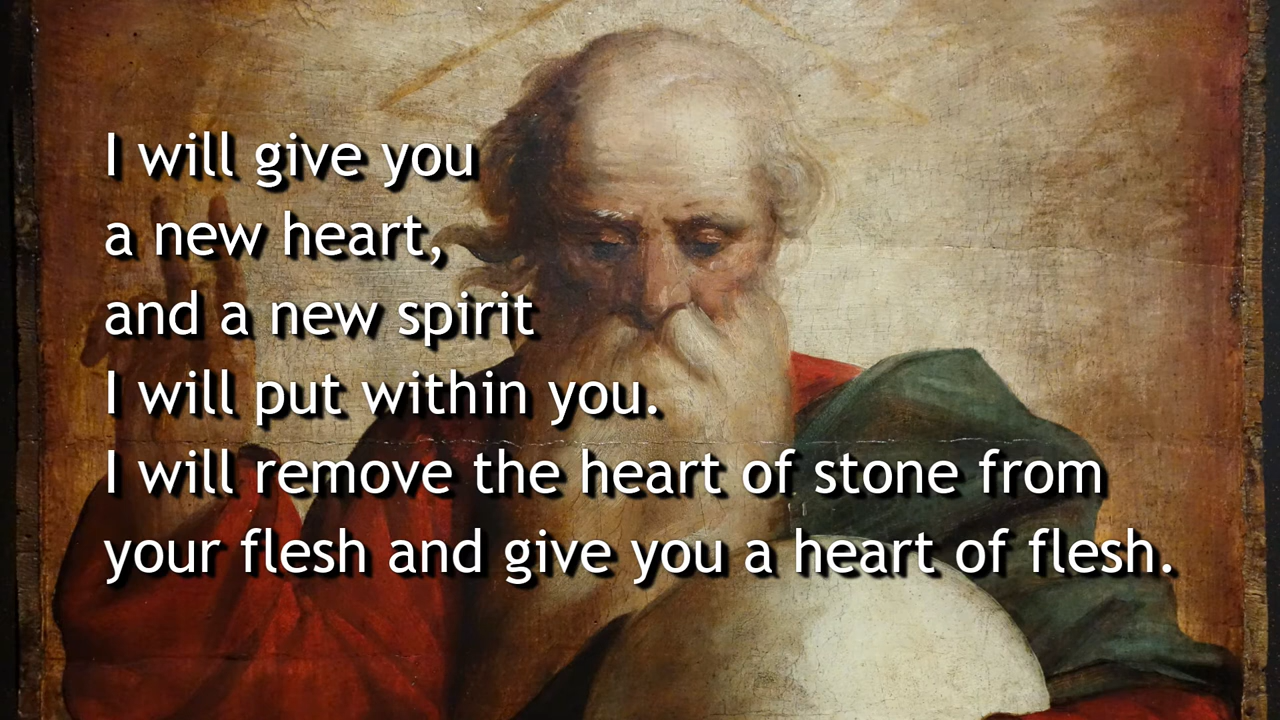 I will give you
a new heart,
and a new spirit
I will put within you.
I will remove the heart of stone from
your flesh and give you a heart of flesh.